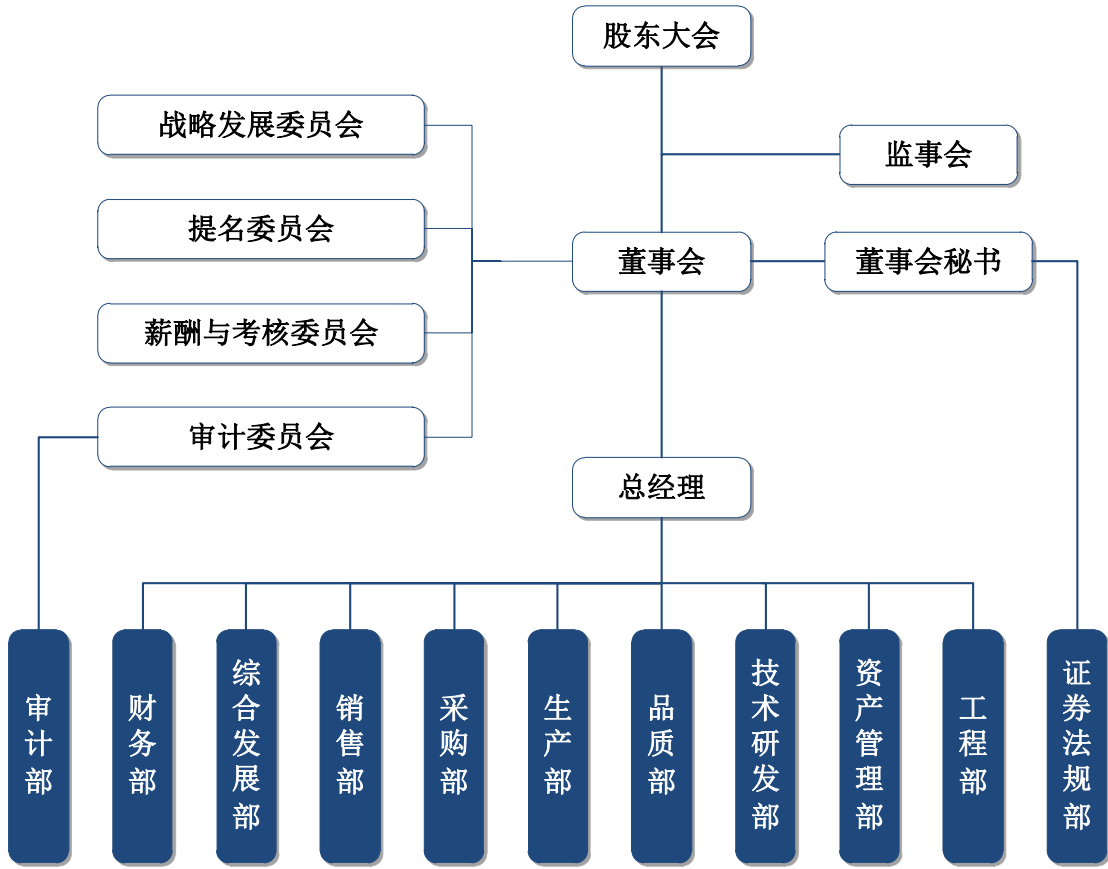 股东大会
战略发展委员会
监事会
提名委员会
董事会
董事会秘书
薪酬与考核委员会
审计委员会
总经理
审计部
财务部
综合发展部
销售部
采购部
生产部
品质部
技术研发部
资产管理部
工程部
证券法规部